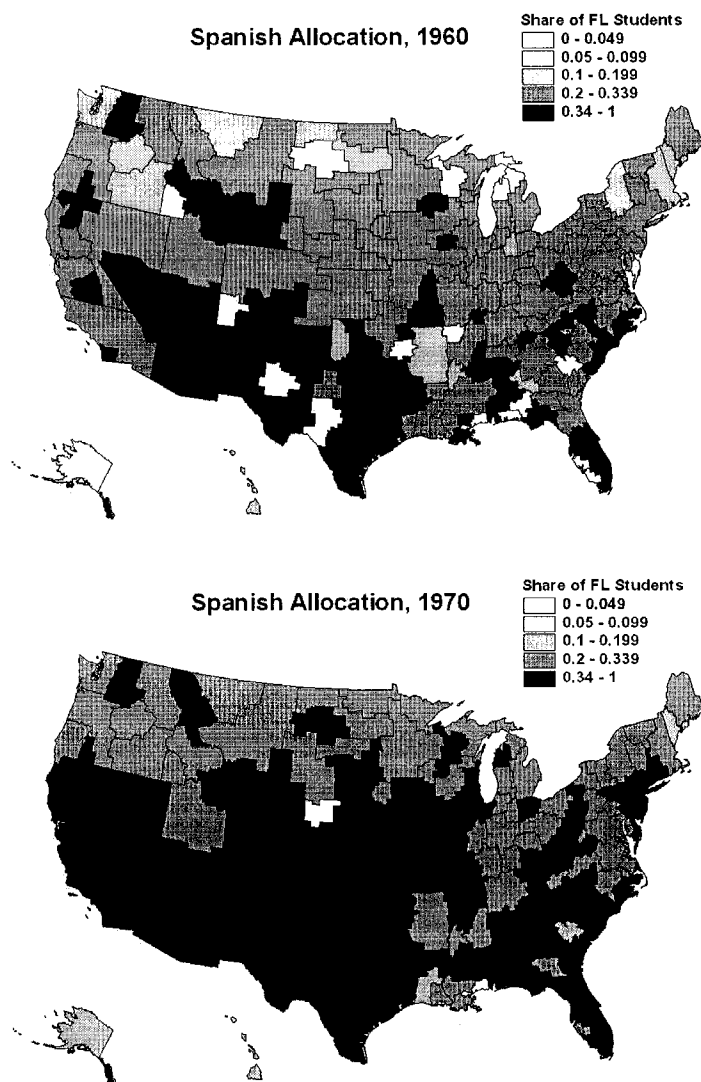 Spanish Allocation, 1960
Share of FL Students
0 - 0.049
0.05 - 0.099
0.1 - 0.199
0.2 - 0.339
0.34 - 1
Spanish Allocation, 1970
Share of FL Students
0 - 0.049
0.05 - 0.099
0.1 - 0.199
0.2 - 0.339
0.34 - 1